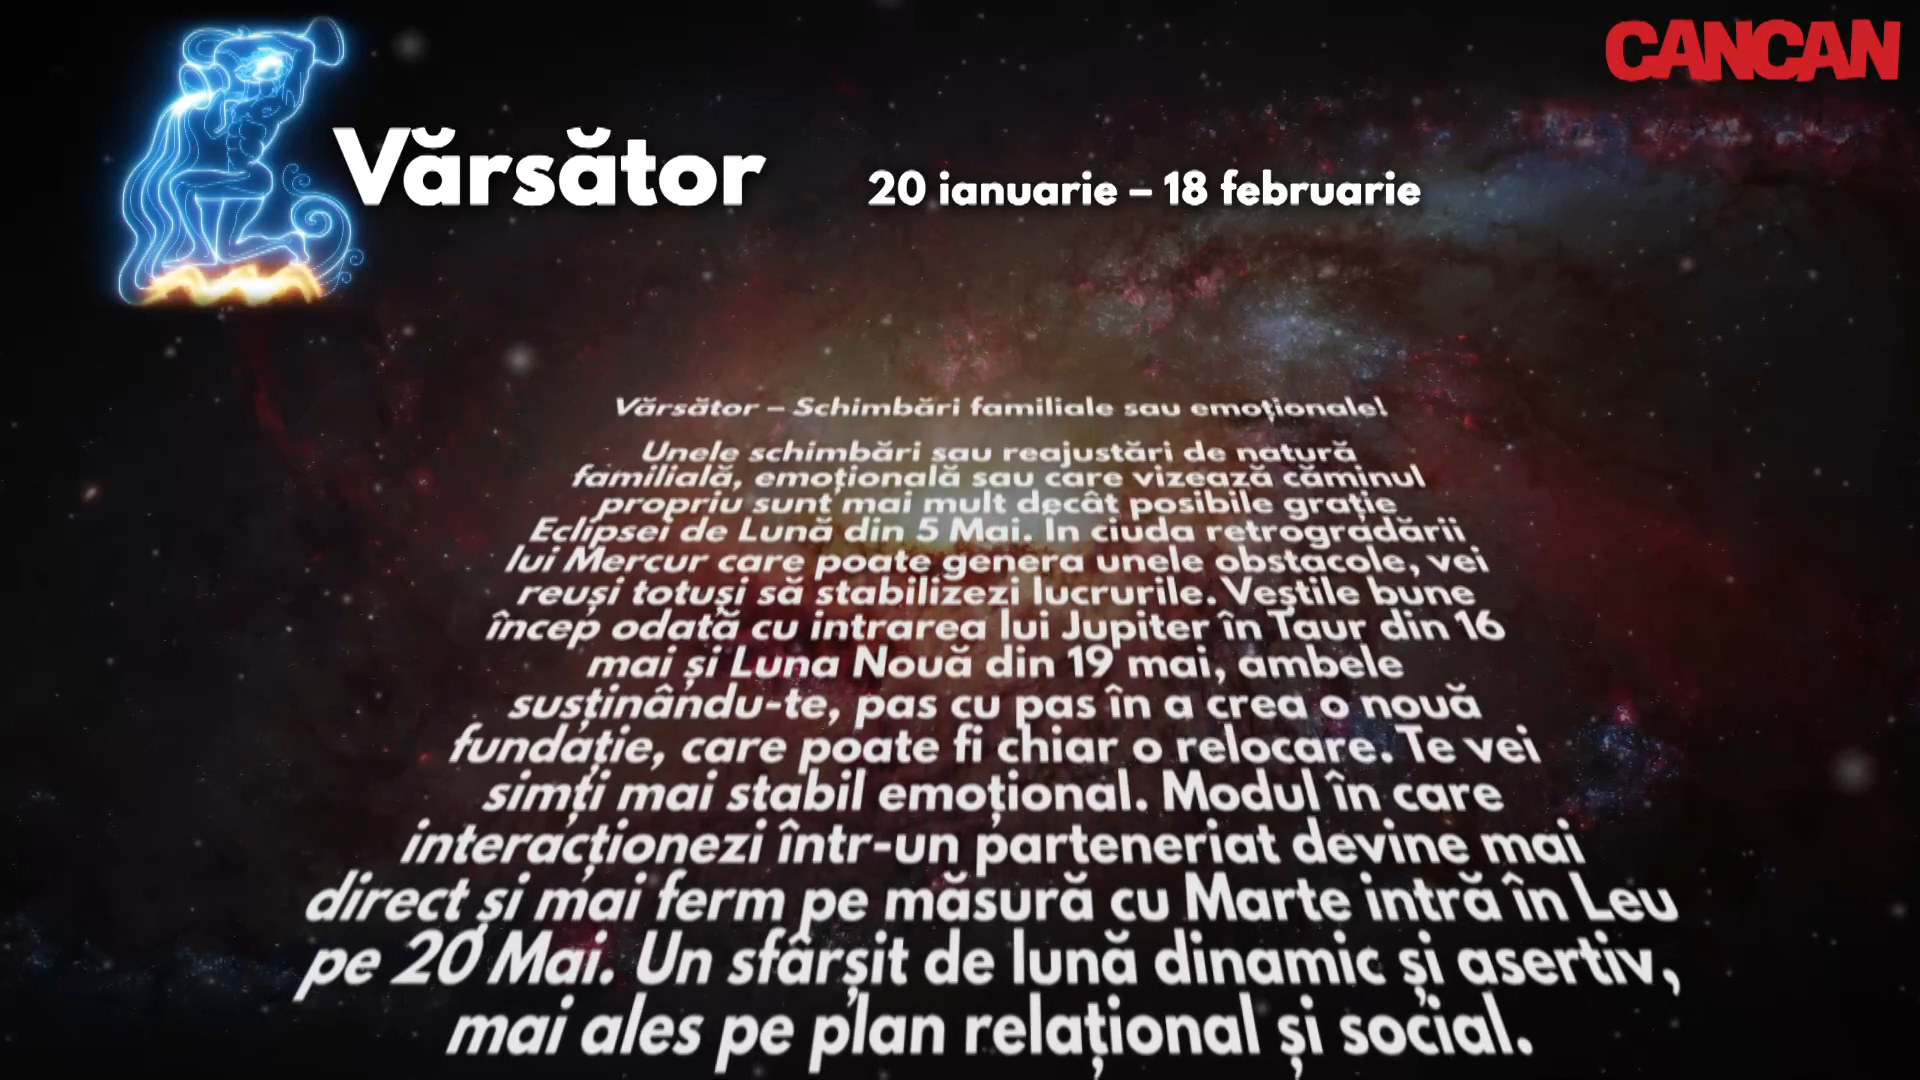 CANCAN
Vărsător
20 ianuarie – 18 februarie
Vărsător – Schimbări familiale sau emoționale!
Unele schimbări sau reajustări de natură
familială, emoțională sau care vizează căminul
propriu sunt mai mult decât posibile grație
Eclipsei de Lună din 5 Mai. În ciuda retrogradării
lui Mercur care poate genera unele obstacole, vei
reuși totuși să stabilizezi lucrurile. Veștile bune
încep odată cu intrarea lui Jupiter în Taur din 16
mai și Luna Nouă din 19 mai, ambele
susținându-te, pas cu pas în a crea o nouă
fundație, care poate fi chiar o relocare. Te vei
simți mai stabil emoțional. Modul în care
interacționezi într-un parteneriat devine mai
direct și mai ferm pe măsură cu Marte intră în Leu
pe 20 Mai. Un sfârșit de lună dinamic și asertiv,
mai ales pe plan relațional și social.